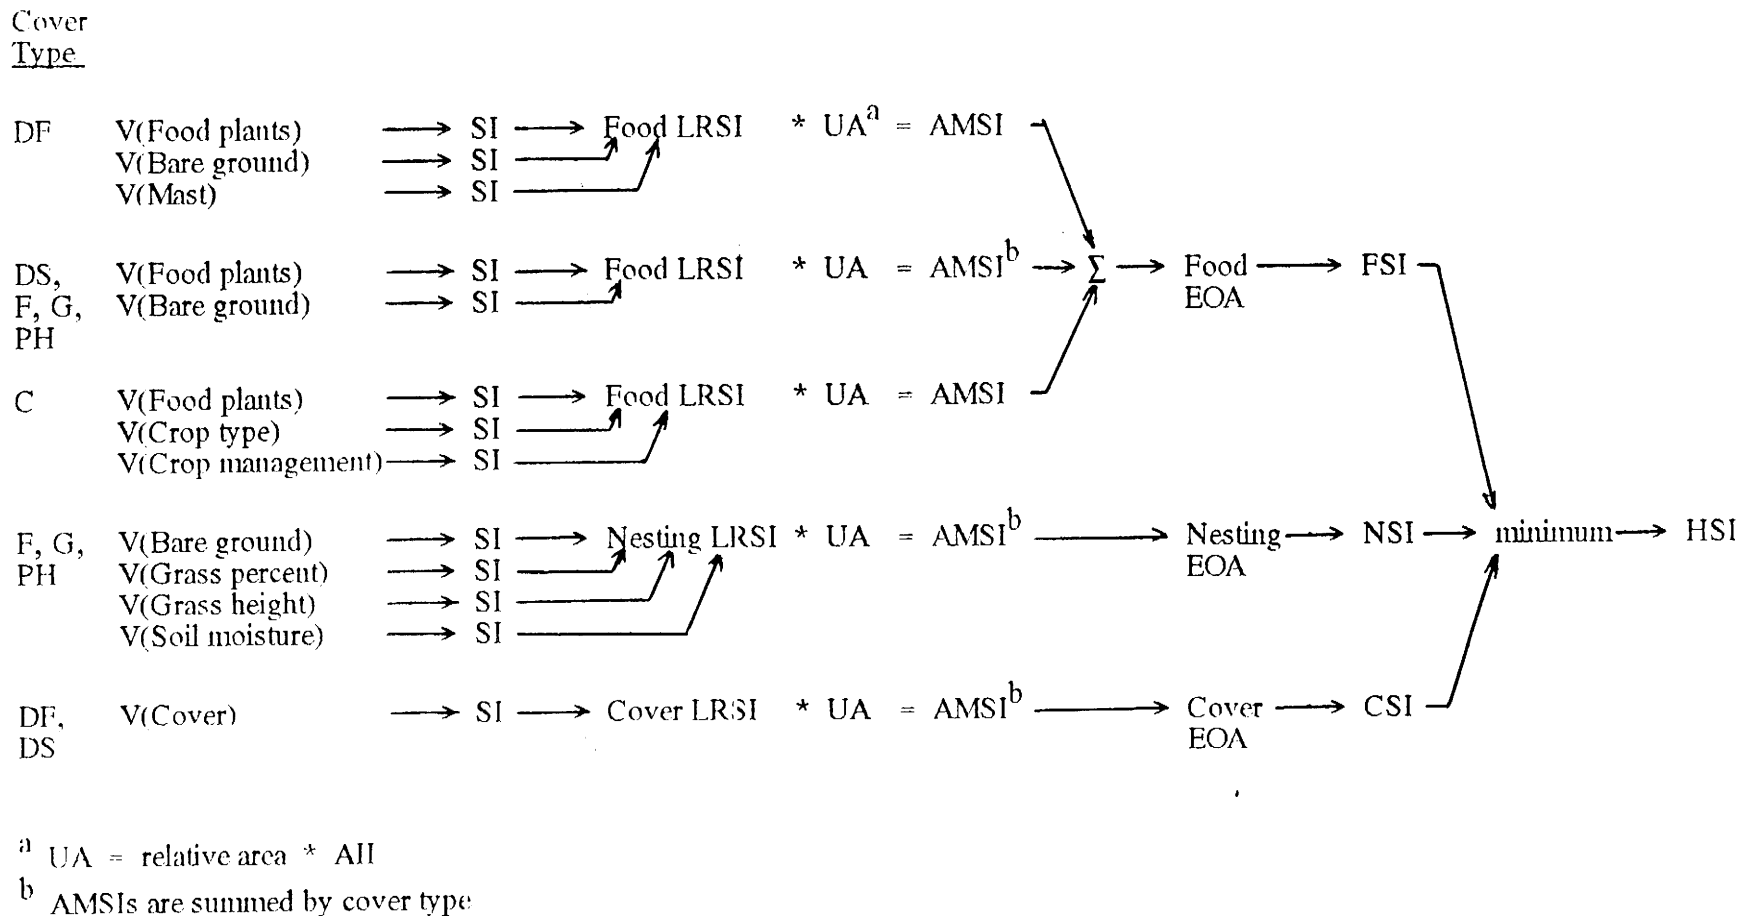 Cover
Type
DF V(Food plants) → SI → Food LRSI * UAᵃ = AMSI
V(Bare ground) → SI
V(Mast) → SI
DS, V(Food plants) → SI → Food LRSI * UA = AMSIᵇ → Σ → Food → FSI
F, G, V(Bare ground) → SI EOA
PH
C V(Food plants) → SI → Food LRSI * UA = AMSI
V(Crop type) → SI
V(Crop management) → SI
F, G, V(Bare ground) → SI → Nesting LRSI * UA = AMSIᵇ → Nesting → NSI → minimum → HSI
PH V(Grass percent) → SI EOA
V(Grass height) → SI
V(Soil moisture) → SI
DF, V(Cover) → SI → Cover LRSI * UA = AMSIᵇ → Cover → CSI
DS EOA
ᵃ UA = relative area * AII
ᵇ AMSIs are summed by cover type